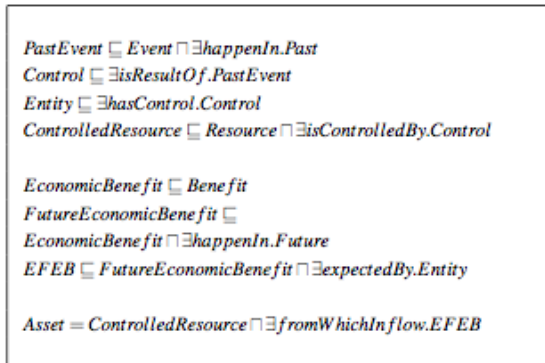 PastEvent ⊑ Event ⊓ ∃happenIn.Past
Control ⊑ ∃isResultOf.PastEvent
Entity ⊑ ∃hasControl.Control
ControlledResource ⊑ Resource ⊓ ∃isControlledBy.Control
EconomicBenefit ⊑ Benefit
FutureEconomicBenefit ⊑
EconomicBenefit ⊓ ∃happenIn.Future
EFEB ⊑ FutureEconomicBenefit ⊓ ∃expectedBy.Entity
Asset = ControlledResource ⊓ ∃fromWhichInflow.EFEB